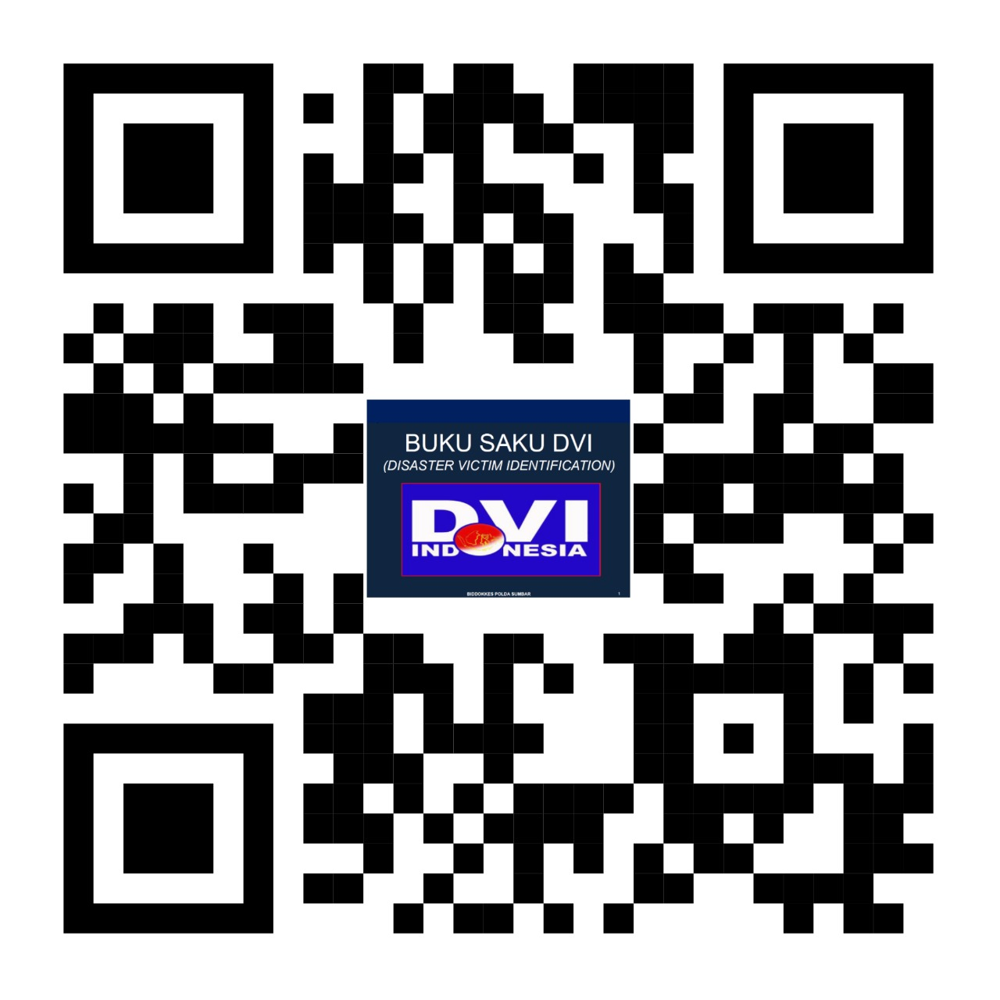 BUKU SAKU DVI
(DISASTER VICTIM IDENTIFICATION)
DVI
INDONESIA
BIDDOKKES POLDA SUMBAR
1